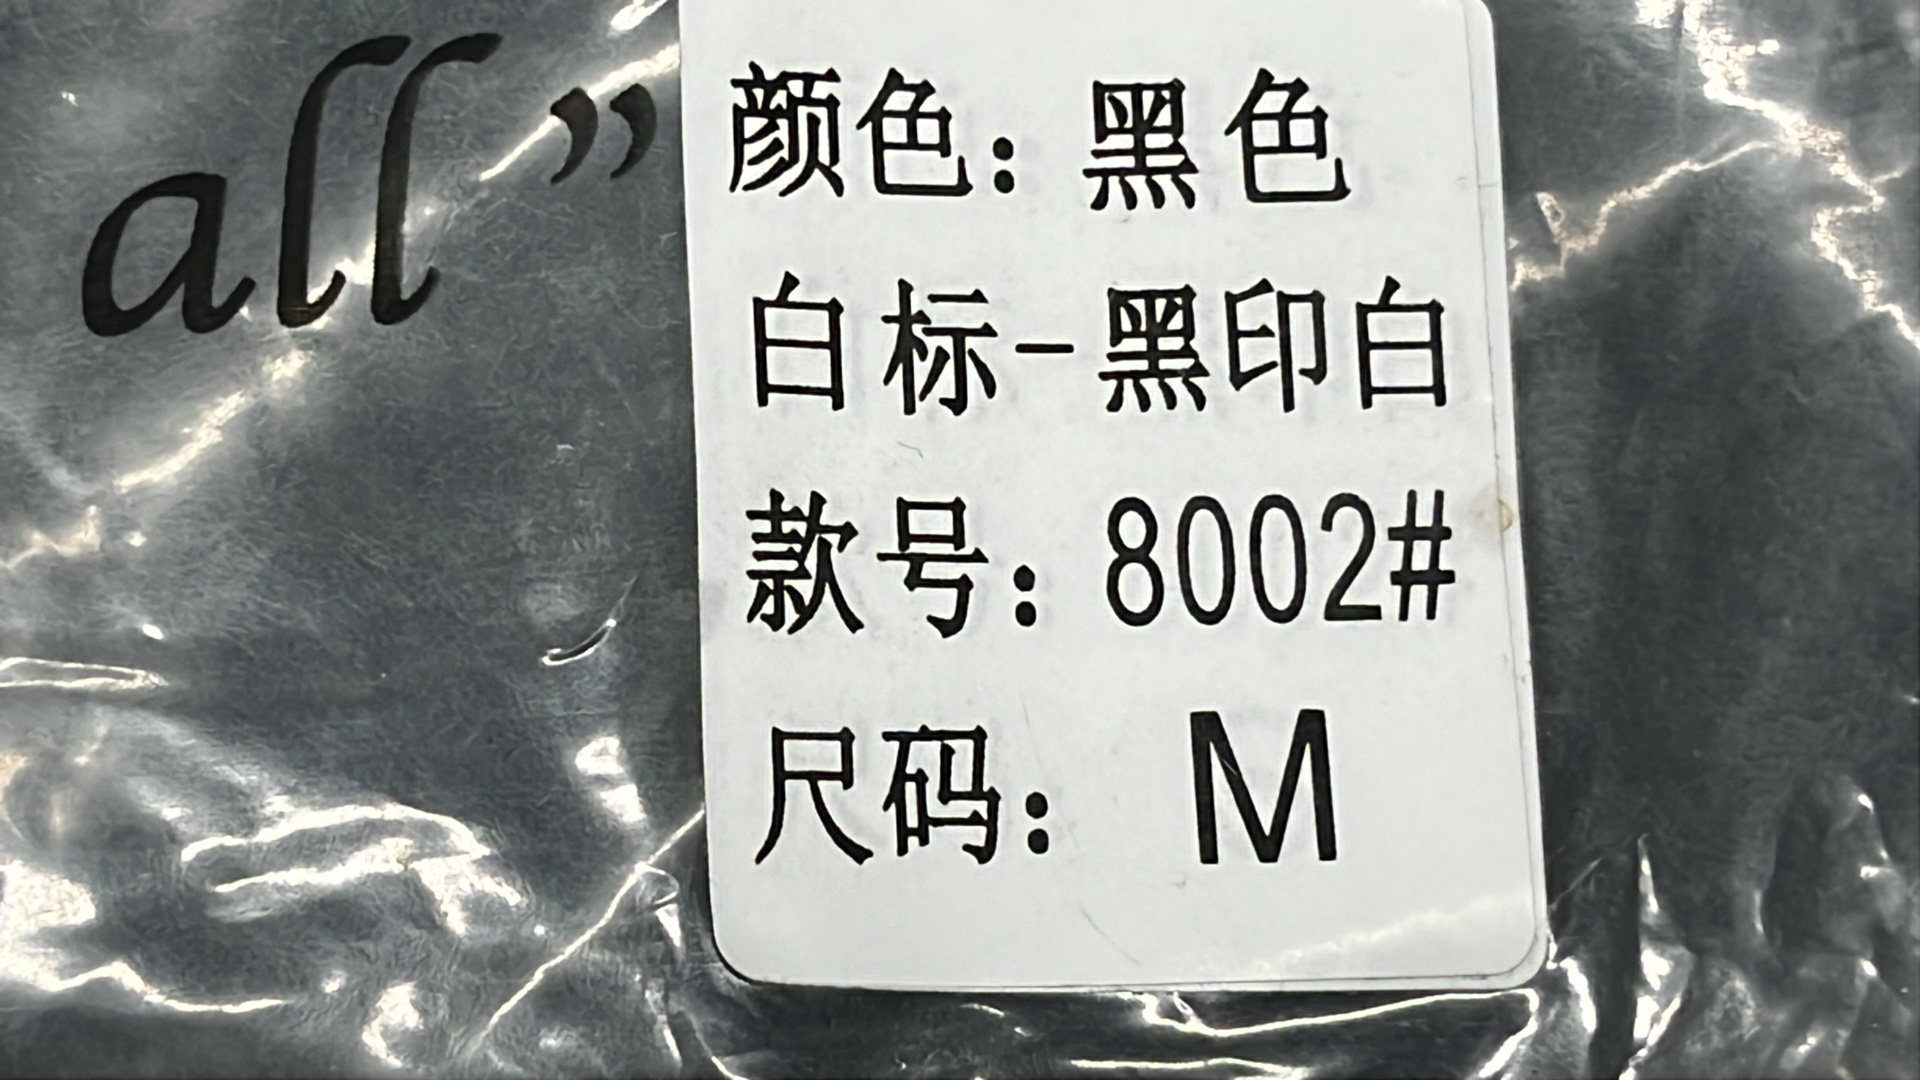 all”
颜色：黑色
白标-黑印白
款号：8002#
尺码：M